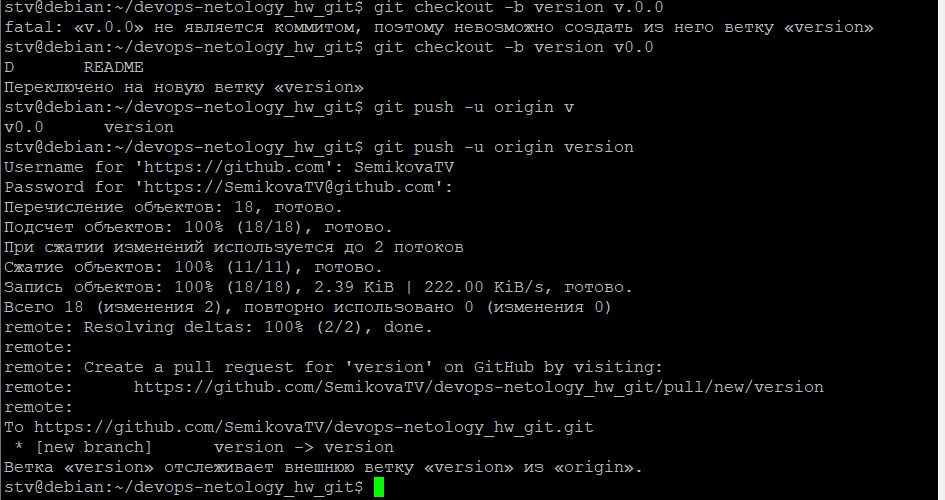 stv@debian:~/devops-netology_hw_git$ git checkout -b version v.0.0
fatal: «v.0.0» не является коммитом, поэтому невозможно создать из него ветку «version»
stv@debian:~/devops-netology_hw_git$ git checkout -b version v0.0
D       README
Переключено на новую ветку «version»
stv@debian:~/devops-netology_hw_git$ git push -u origin v
v0.0      version
stv@debian:~/devops-netology_hw_git$ git push -u origin version
Username for 'https://github.com': SemikovaTV
Password for 'https://SemikovaTV@github.com':
Перечисление объектов: 18, готово.
Подсчет объектов: 100% (18/18), готово.
При сжатии изменений используется до 2 потоков
Сжатие объектов: 100% (11/11), готово.
Запись объектов: 100% (18/18), 2.39 KiB | 222.00 KiB/s, готово.
Всего 18 (изменения 2), повторно использовано 0 (изменения 0)
remote: Resolving deltas: 100% (2/2), done.
remote:
remote: Create a pull request for 'version' on GitHub by visiting:
remote:      https://github.com/SemikovaTV/devops-netology_hw_git/pull/new/version
remote:
To https://github.com/SemikovaTV/devops-netology_hw_git.git
 * [new branch]      version -> version
Ветка «version» отслеживает внешнюю ветку «version» из «origin».
stv@debian:~/devops-netology_hw_git$